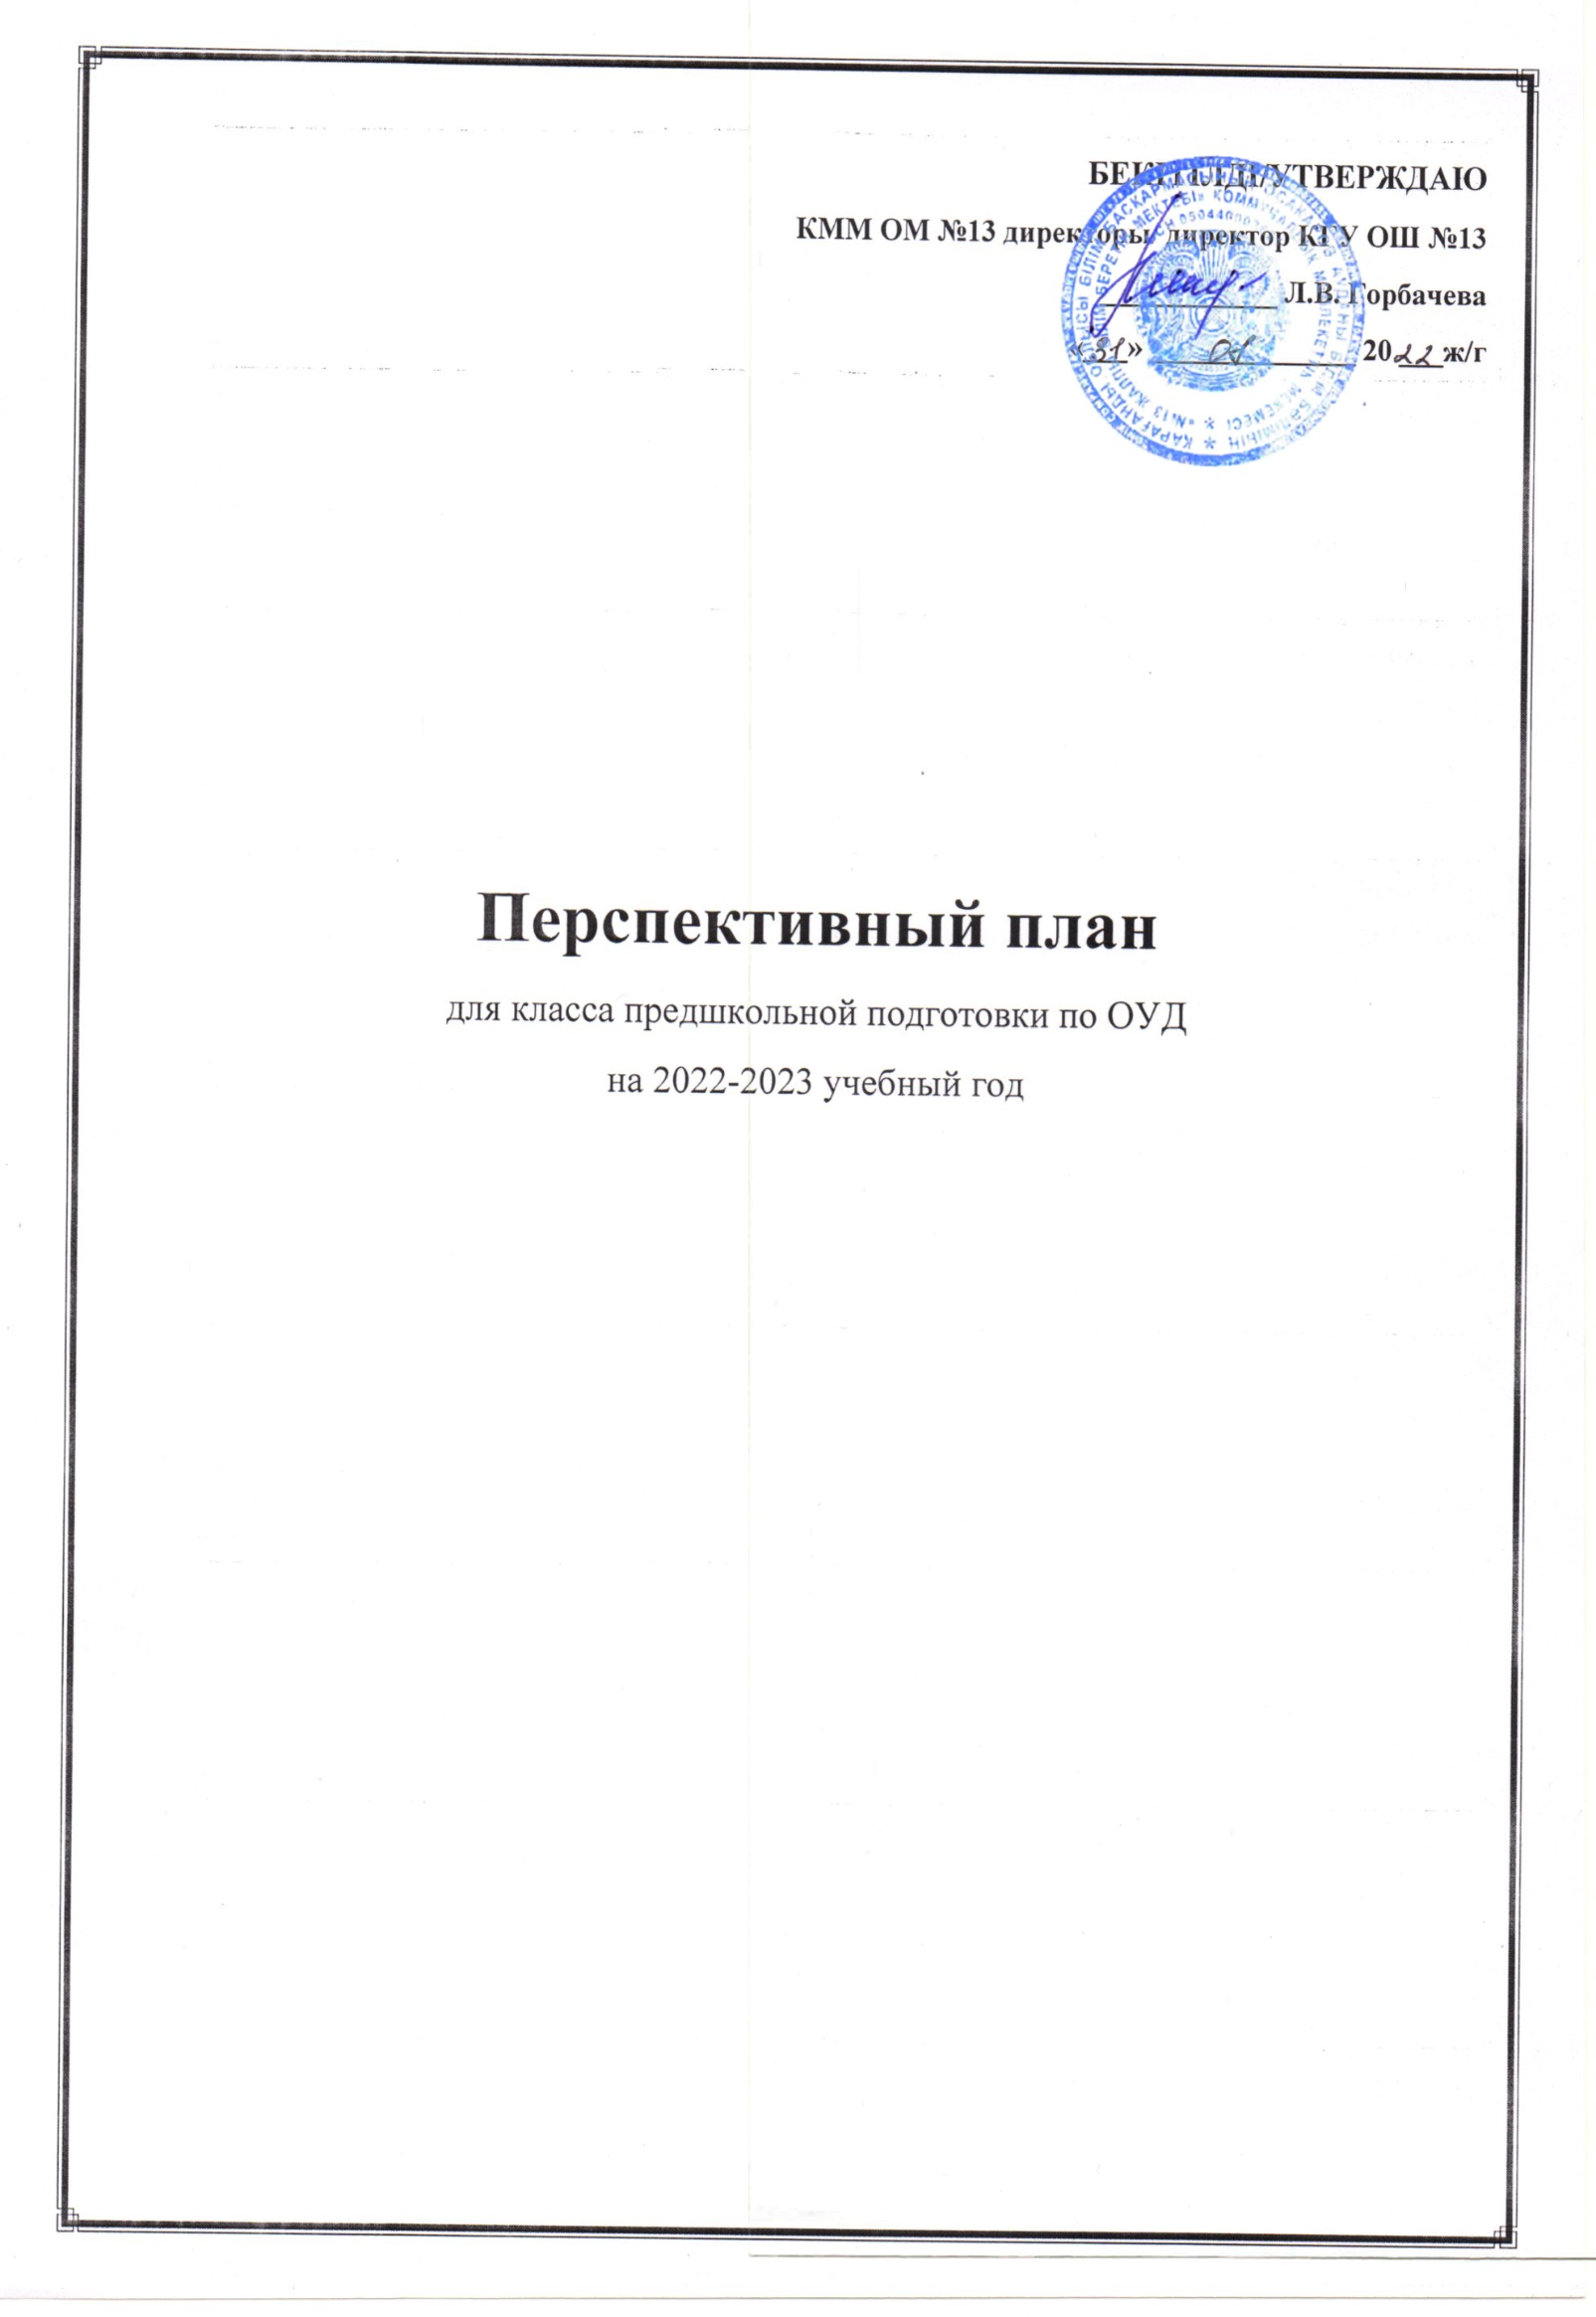 БЕКІТІЛДІ/УТВЕРЖДАЮ
КММ ОМ №13 директоры/ директор КГУ ОШ №13
Л.В. Горбачева
«31» 01 2022 ж/г
Перспективный план
для класса предшкольной подготовки по ОУД
на 2022-2023 учебный год